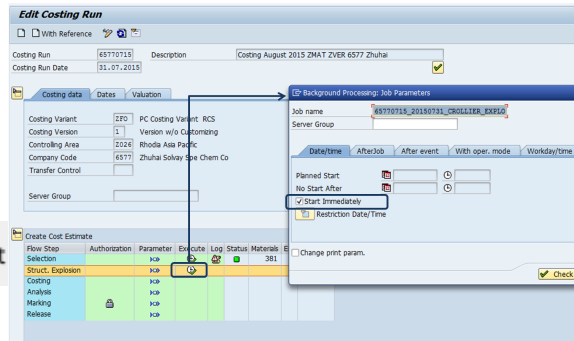 Edit Costing Run
With Reference
Costing Run 65770715 Description Costing August 2015 ZMAT ZVER 6577 Zhuhai
Costing Run Date 31.07.2015
Costing data Dates Valuation
Costing Variant ZFO PC Costing Variant RCS
Costing Version 1 Version w/o Customizing
Controlling Area Z026 Rhodia Asia Pacific
Company Code 6577 Zhuhai Solvay Spe Chem Co
Transfer Control
Server Group
Create Cost Estimate
Flow Step Authorization Parameter Execute Log Status Materials E
Selection 381
Struct. Explosion
Costing
Analysis
Marking
Release
t
Background Processing: Job Parameters
Job name 65770715_20150731_CROLLIER_EXPLO
Server Group
Date/time AfterJob After event With oper. mode Workday/time
Planned Start
No Start After
Start Immediately
Restriction Date/Time
Change print param.
Check